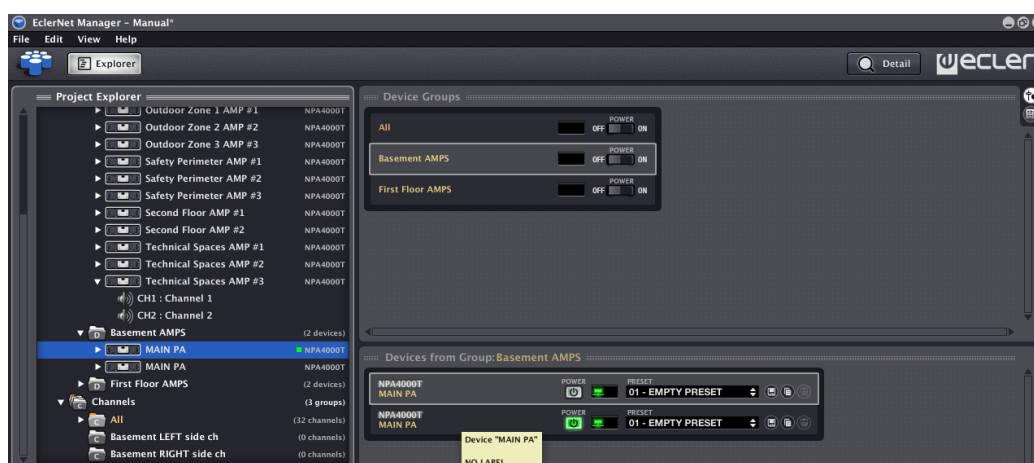 EclerNet Manager - Manual*
File Edit View Help
Explorer
Detail
ecler
Project Explorer
Outdoor Zone 1 AMP #1 NPA4000T
Outdoor Zone 2 AMP #2 NPA4000T
Outdoor Zone 3 AMP #3 NPA4000T
Safety Perimeter AMP #1 NPA4000T
Safety Perimeter AMP #2 NPA4000T
Safety Perimeter AMP #3 NPA4000T
Second Floor AMP #1 NPA4000T
Second Floor AMP #2 NPA4000T
Technical Spaces AMP #1 NPA4000T
Technical Spaces AMP #2 NPA4000T
Technical Spaces AMP #3 NPA4000T
CH1 : Channel 1
CH2 : Channel 2
D Basement AMPS (2 devices)
MAIN PA NPA4000T
MAIN PA NPA4000T
D First Floor AMPS (2 devices)
C Channels (3 groups)
C All (32 channels)
C Basement LEFT side ch (0 channels)
C Basement RIGHT side ch (0 channels)
Device Groups
All POWER OFF ON
Basement AMPS POWER OFF ON
First Floor AMPS POWER OFF ON
Devices from Group: Basement AMPS
NPA4000T POWER PRESET
MAIN PA 01 - EMPTY PRESET
NPA4000T POWER PRESET
MAIN PA 01 - EMPTY PRESET
Device "MAIN PA"
NO LABEL